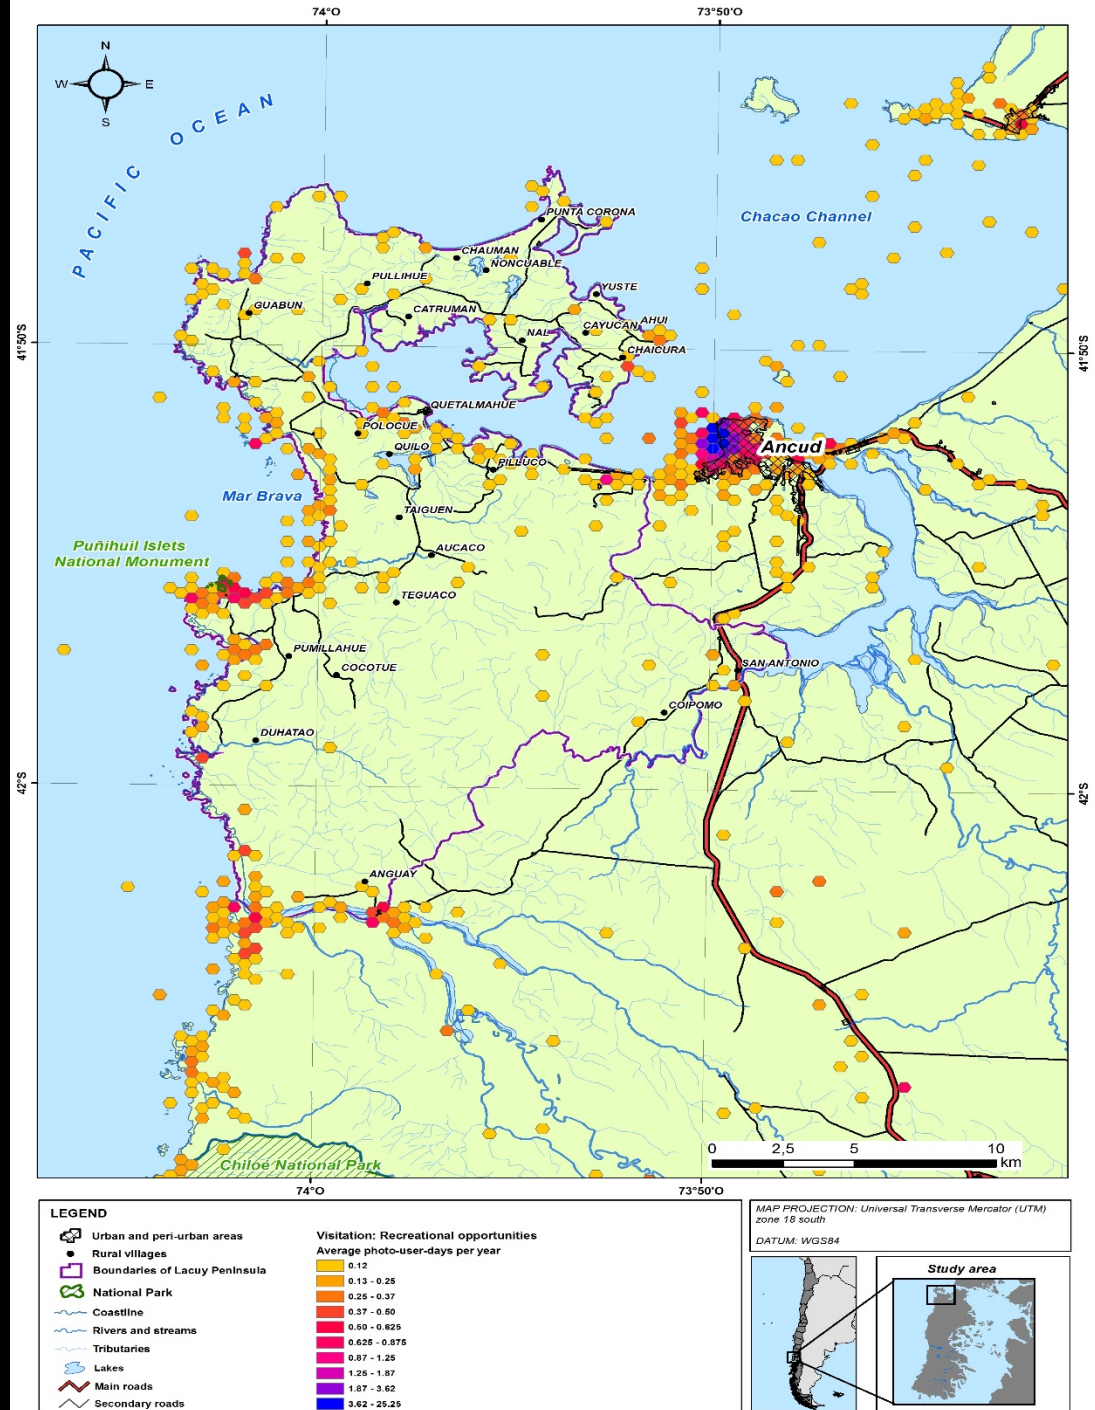 74°O
73°50'O
N
W
E
S
PACIFIC OCEAN
Chacao Channel
PUNTA CORONA
CHAUMAN
NONCUABLE
PULLIHUE
YUSTE
GUABUN
CATRUMAN
AHUI
CAYUCAN
NAL
CHAICURA
41°50'S
41°50'S
QUETALMAHUE
POLOCUE
QUILO
Ancud
PILLUCO
Mar Brava
TAIGUEN
Puñihuil Islets
National Monument
AUCACO
TEGUACO
PUMILLAHUE
COCOTUE
SAN ANTONIO
COIPOMO
DUHATAO
42°S
42°S
ANGUAY
Chiloé National Park
0
2,5
5
10
km
74°O
73°50'O
LEGEND
Urban and peri-urban areas
Rural villages
Boundaries of Lacuy Peninsula
National Park
Coastline
Rivers and streams
Tributaries
Lakes
Main roads
Secondary roads
Visitation: Recreational opportunities
Average photo-user-days per year
0.12
0.13 - 0.25
0.25 - 0.37
0.37 - 0.50
0.50 - 0.625
0.625 - 0.875
0.87 - 1.25
1.25 - 1.87
1.87 - 3.62
3.62 - 25.25
MAP PROJECTION: Universal Transverse Mercator (UTM)
zone 18 south
DATUM: WGS84
Study area